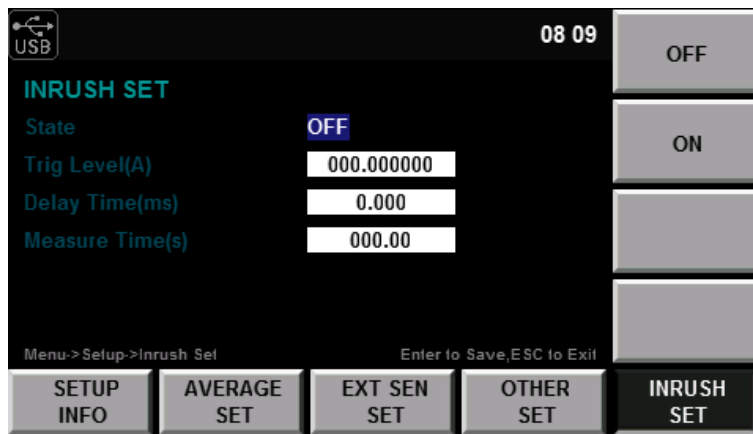 USB
08 09
OFF
INRUSH SET
State OFF
ON
Trig Level(A) 000.000000
Delay Time(ms) 0.000
Measure Time(s) 000.00
Menu->Setup->Inrush Set Enter to Save,ESC to Exit
SETUP INFO
AVERAGE SET
EXT SEN SET
OTHER SET
INRUSH SET